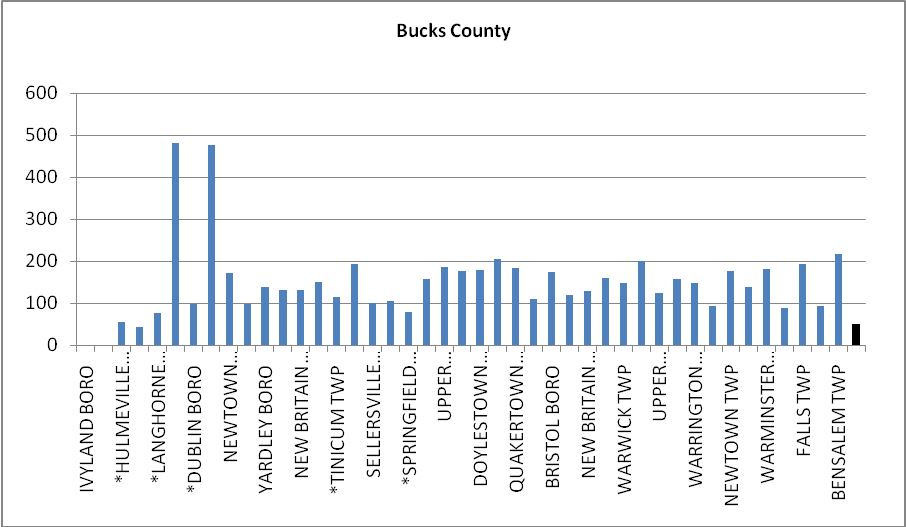 Bucks County
600
500
400
300
200
100
0
IVYLAND BORO
*HULMEVILLE...
*LANGHORNE...
*DUBLIN BORO
NEWTOWN...
YARDLEY BORO
NEW BRITAIN...
*TINICUM TWP
SELLERSVILLE...
*SPRINGFIELD...
UPPER...
DOYLESTOWN...
QUAKERTOWN...
BRISTOL BORO
NEW BRITAIN...
WARWICK TWP
UPPER...
WARRINGTON...
NEWTOWN TWP
WARMINSTER...
FALLS TWP
BENSALEM TWP